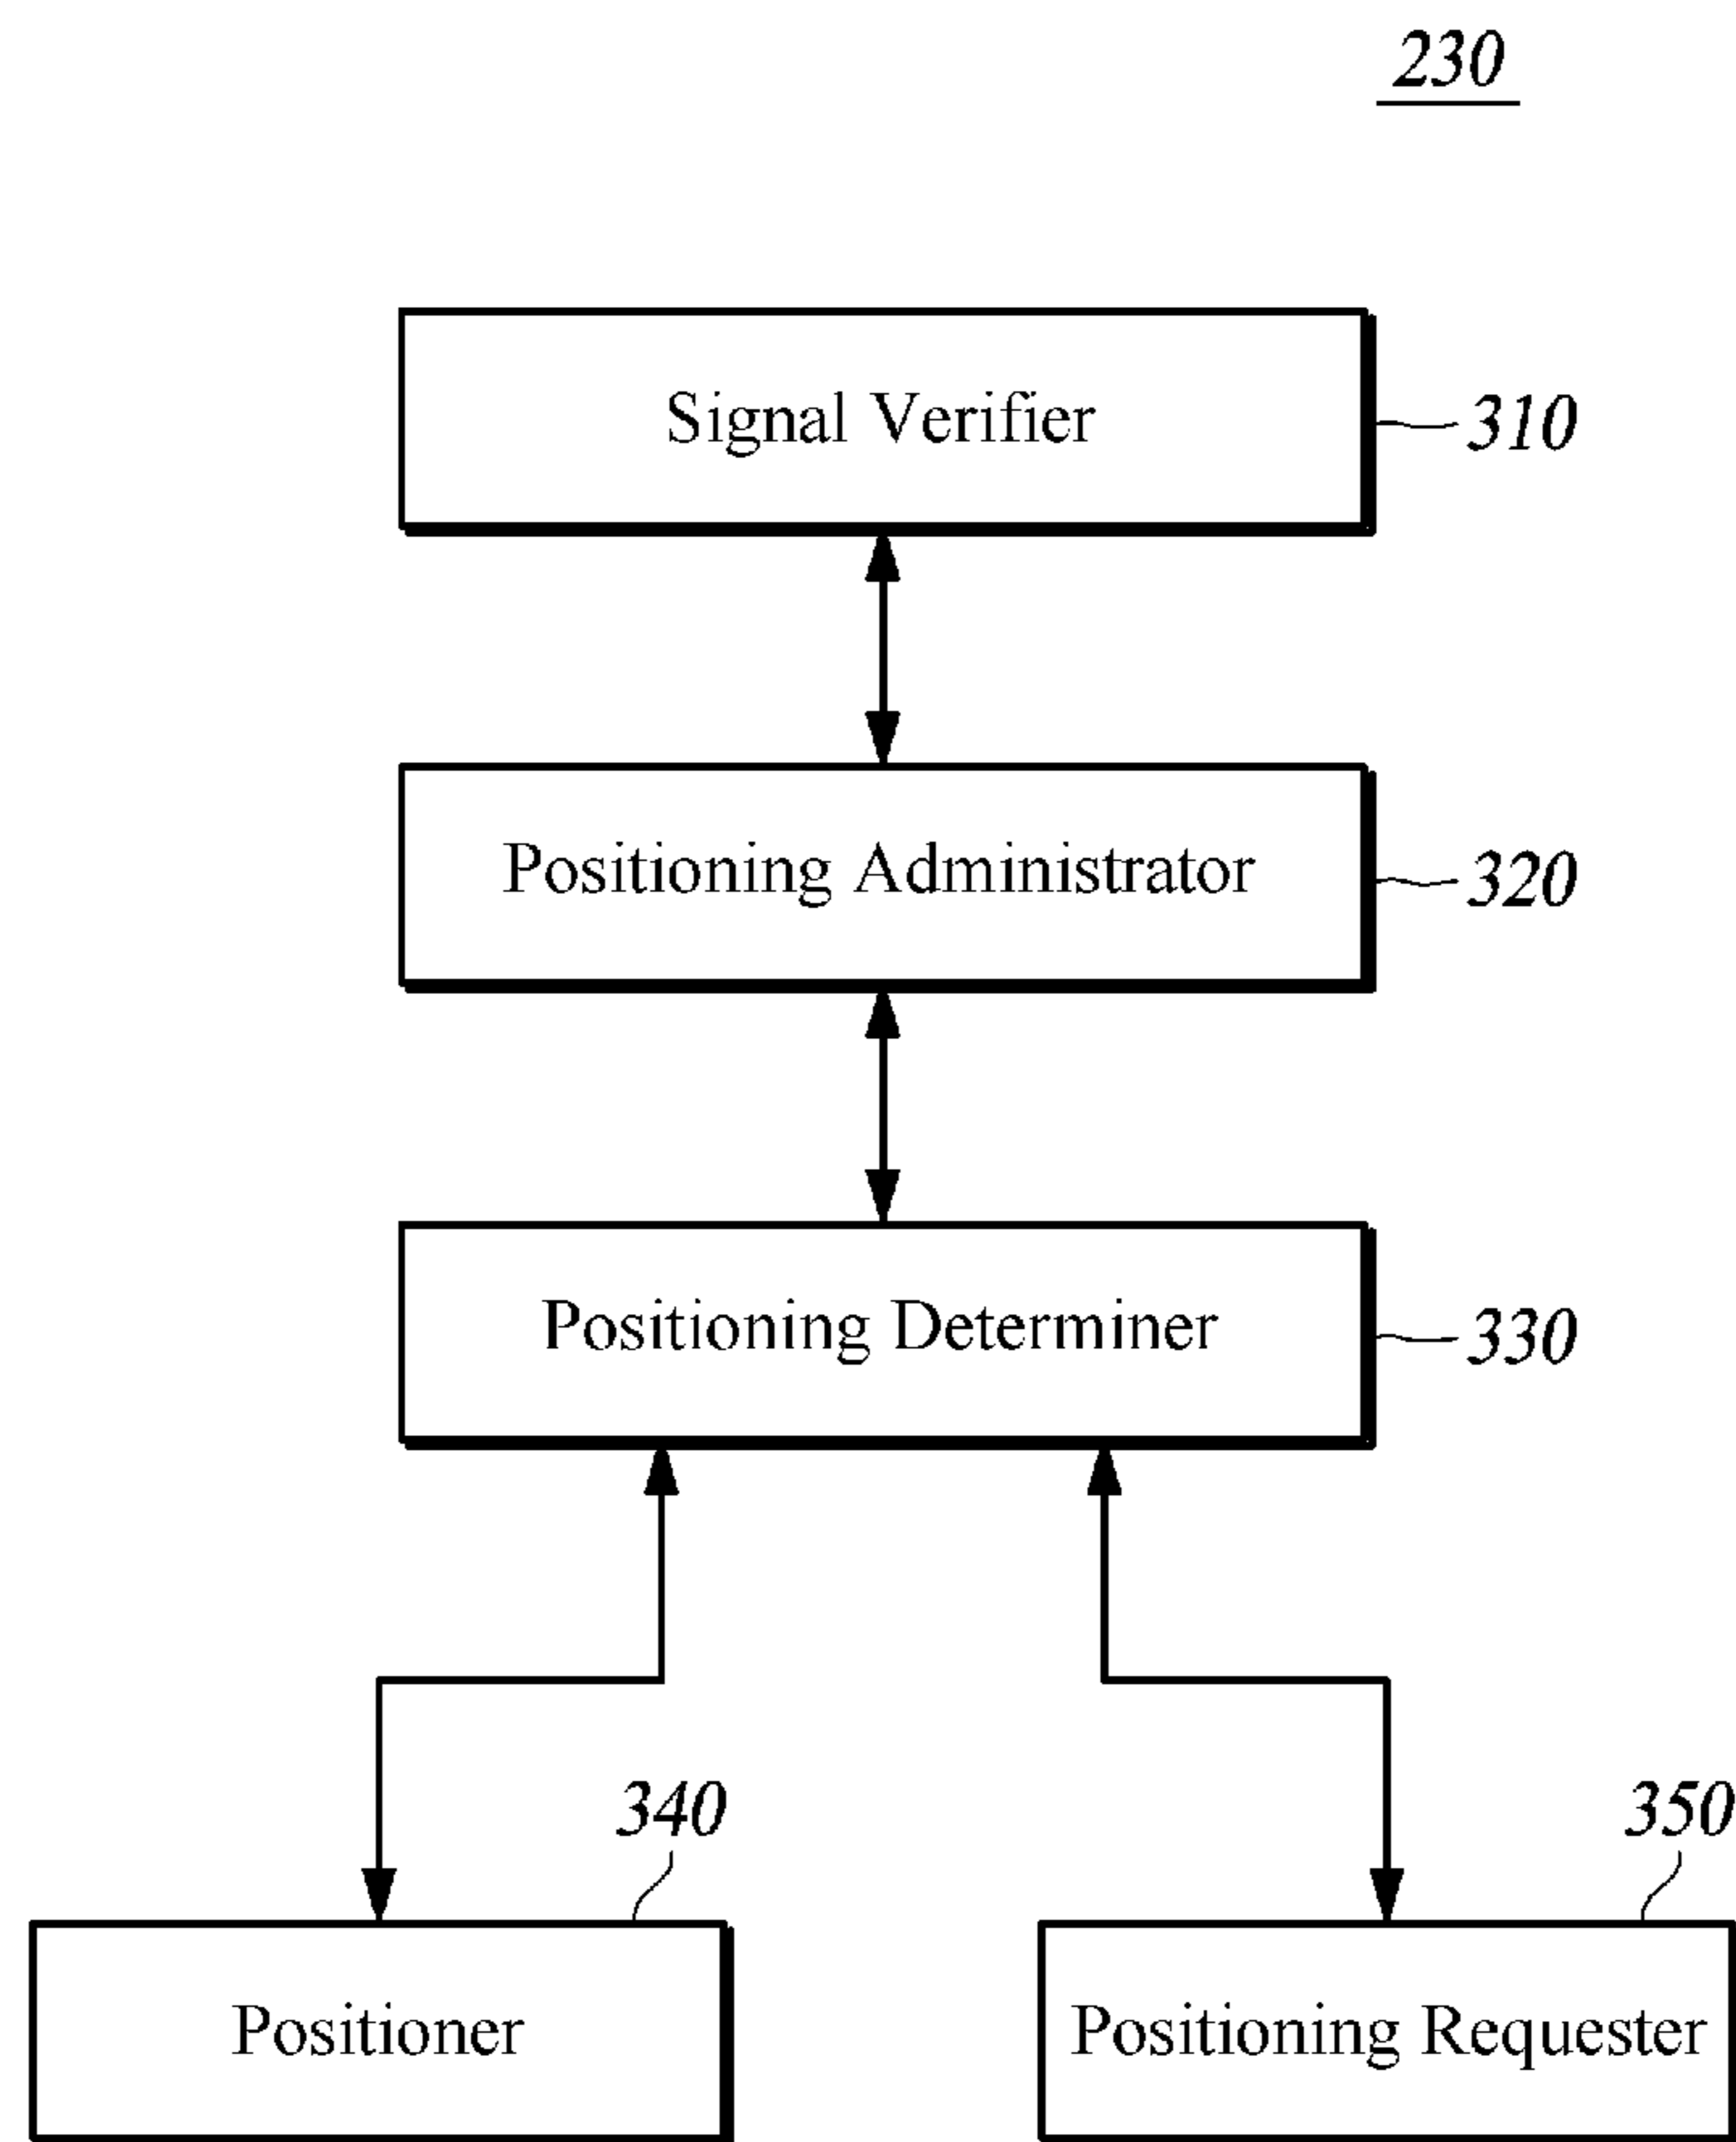 230
Signal Verifier
310
Positioning Administrator
320
Positioning Determiner
330
340
350
Positioner
Positioning Requester